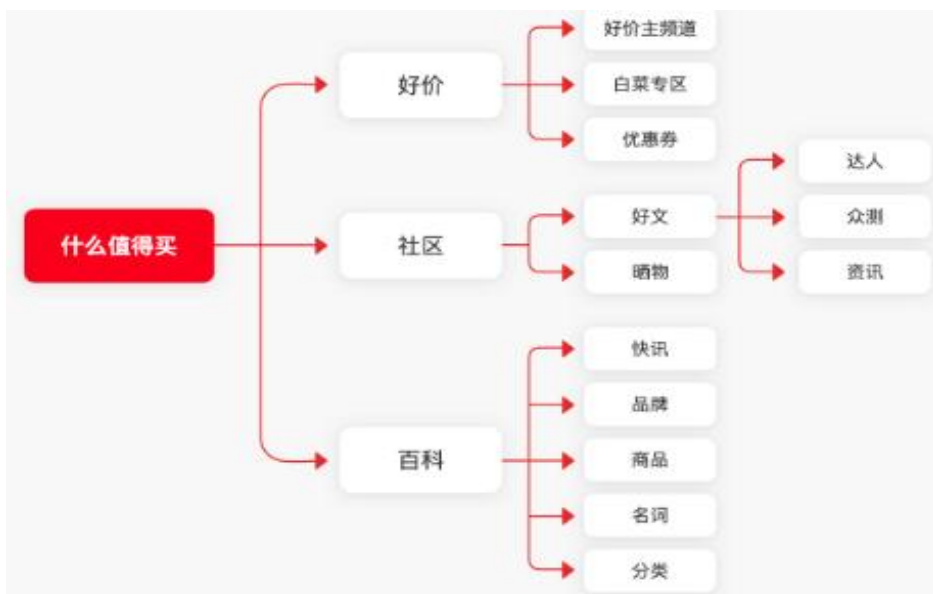 什么值得买
好价
好价主频道
白菜专区
优惠券
社区
好文
达人
众测
资讯
晒物
百科
快讯
品牌
商品
名词
分类